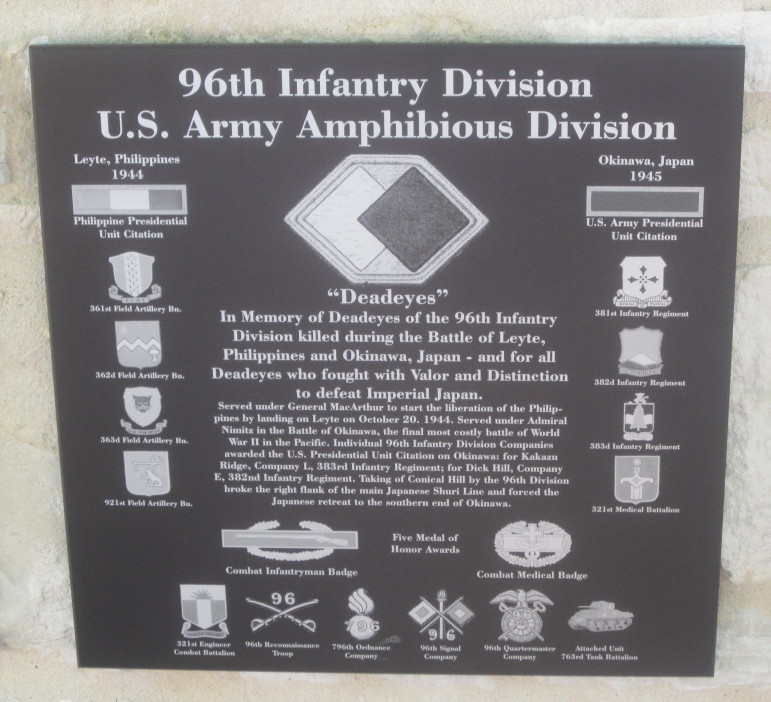 96th Infantry Division
U.S. Army Amphibious Division
Leyte, Philippines
1944
Philippine Presidential
Unit Citation
Okinawa, Japan
1945
U.S. Army Presidential
Unit Citation
361st Field Artillery Bn.
362d Field Artillery Bn.
363d Field Artillery Bn.
921st Field Artillery Bn.
"Deadeyes"
In Memory of Deadeyes of the 96th Infantry
Division killed during the Battle of Leyte,
Philippines and Okinawa, Japan - and for all
Deadeyes who fought with Valor and Distinction
to defeat Imperial Japan.
Served under General MacArthur to start the liberation of the Philip-
pines by landing on Leyte on October 20. 1944. Served under Admiral
Nimitz in the Battle of Okinawa, the final most costly battle of World
War II in the Pacific. Individual 96th Infantry Division Companies
awarded the U.S. Presidential Unit Citation on Okinawa: for Kakazu
Ridge, Company L, 383rd Infantry Regiment; for Dick Hill, Company
E, 382nd Infantry Regiment. Taking of Conical Hill by the 96th Division
broke the right flank of the main Japanese Shuri Line and forced the
Japanese retreat to the southern end of Okinawa.
381st Infantry Regiment
382d Infantry Regiment
383d Infantry Regiment
321st Medical Battalion
Combat Infantryman Badge
Five Medal of
Honor Awards
Combat Medical Badge
321st Engineer
Combat Battalion
96
96th Reconnaissance
Troop
796
796th Ordnance
Company
96
96th Signal
Company
96th Quartermaster
Company
Attached Unit
763rd Tank Battalion